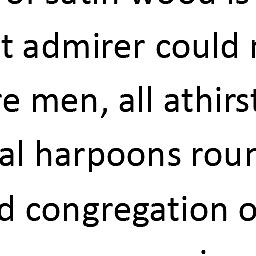 of satin wood is
t admirer could
re men, all athirst
al harpoons roun
d congregation o